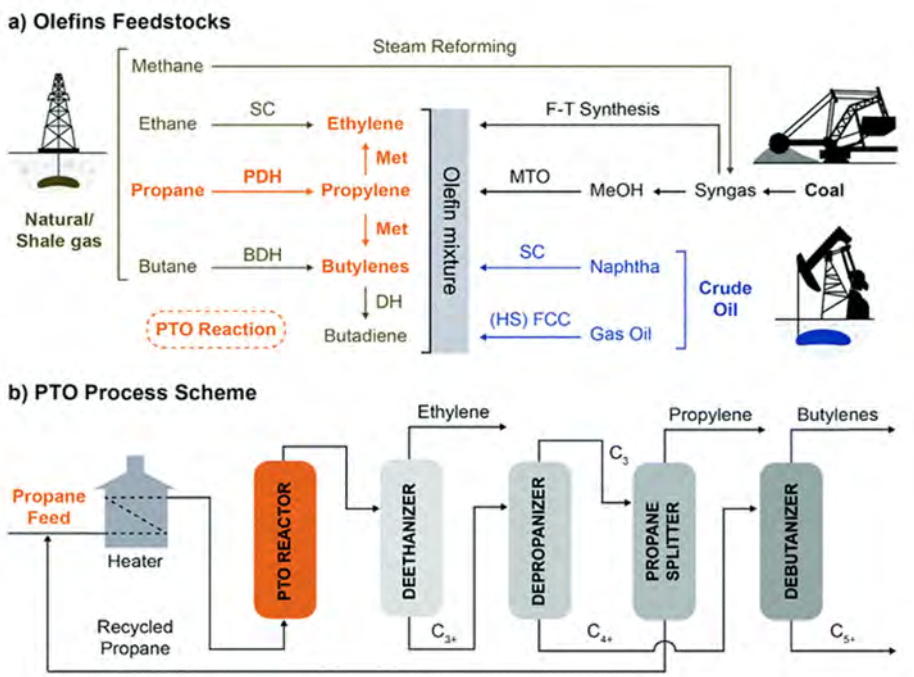 a) Olefins Feedstocks
Steam Reforming
Methane
F-T Synthesis
Ethane
SC
Ethylene
Met
Propane
PDH
Propylene
Olefin mixture
MTO
MeOH
Syngas
Coal
Natural/
Shale gas
Met
Butane
BDH
Butylenes
SC
Naphtha
Crude
Oil
DH
PTO Reaction
Butadiene
(HS) FCC
Gas Oil
b) PTO Process Scheme
Ethylene
Propylene
Butylenes
C3
Propane
Feed
Heater
PTO REACTOR
DEETHANIZER
DEPROPANIZER
PROPANE
SPLITTER
DEBUTANIZER
Recycled
Propane
C3+
C4+
C5+